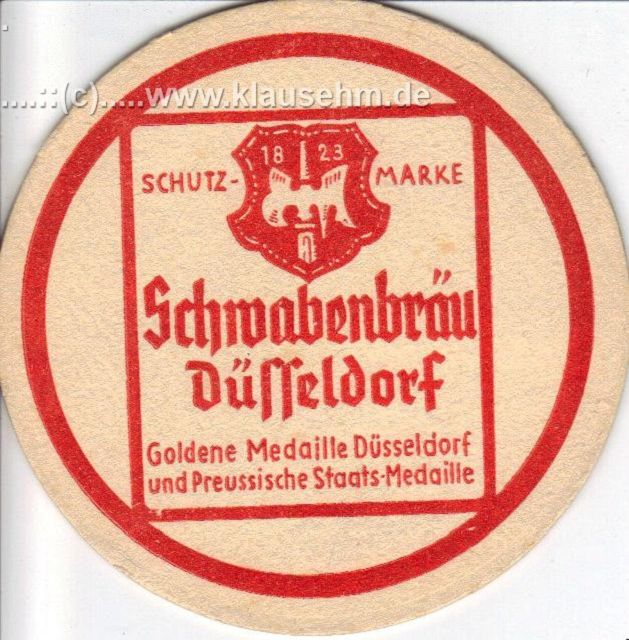 .....::(c).....www.klausehm.de
18 23
SCHUTZ- MARKE
Schwabenbräu
Düsseldorf
Goldene Medaille Düsseldorf
und Preussische Staats-Medaille